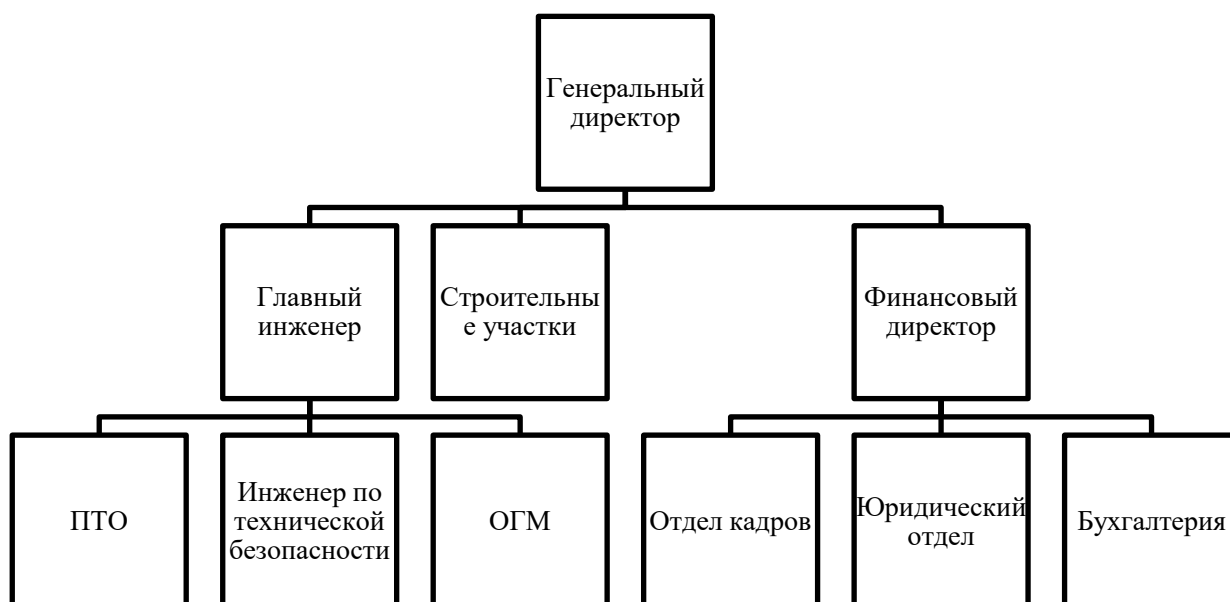 Генеральный
директор
Главный
инженер
Строительны
е участки
Финансовый
директор
ПТО
Инженер по
технической
безопасности
ОГМ
Отдел кадров
Юридический
отдел
Бухгалтерия